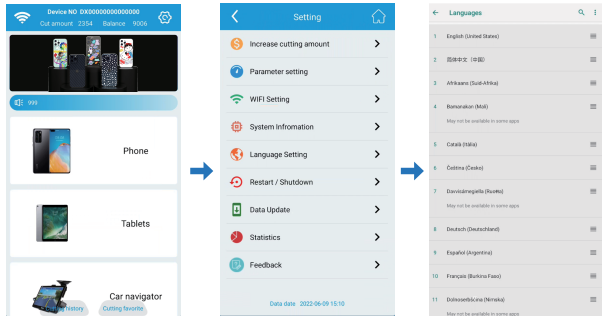 Device NO DX00000000000000
Cut amount 2354 Balance 9006
999
Phone
Tablets
Car navigator
history
Cutting favorite
Setting
Increase cutting amount
Parameter setting
WIFI Setting
System Infromation
Language Setting
Restart / Shutdown
Data Update
Statistics
Feedback
Data date 2022-06-09 15:10
Languages
1 English (United States)
2 简体中文 (中国)
3 Afrikaans (Suid-Afrika)
4 Bamanakan (Mali)
May not be available in some apps
5 Català (Itàlia)
6 Čeština (Česko)
7
May not be available in some apps
8 Deutsch (Deutschland)
9 Español (Argentina)
10 Français (Burkina Faso)
11 Dolnoserbšćina (Nimska)
May not be available in some apps